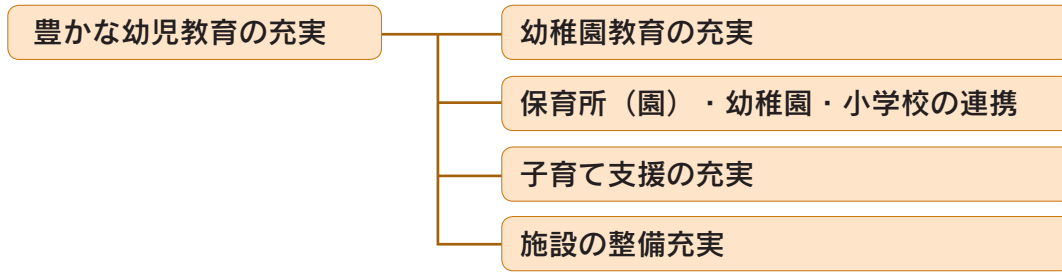 豊かな幼児教育の充実
幼稚園教育の充実
保育所（園）・幼稚園・小学校の連携
子育て支援の充実
施設の整備充実